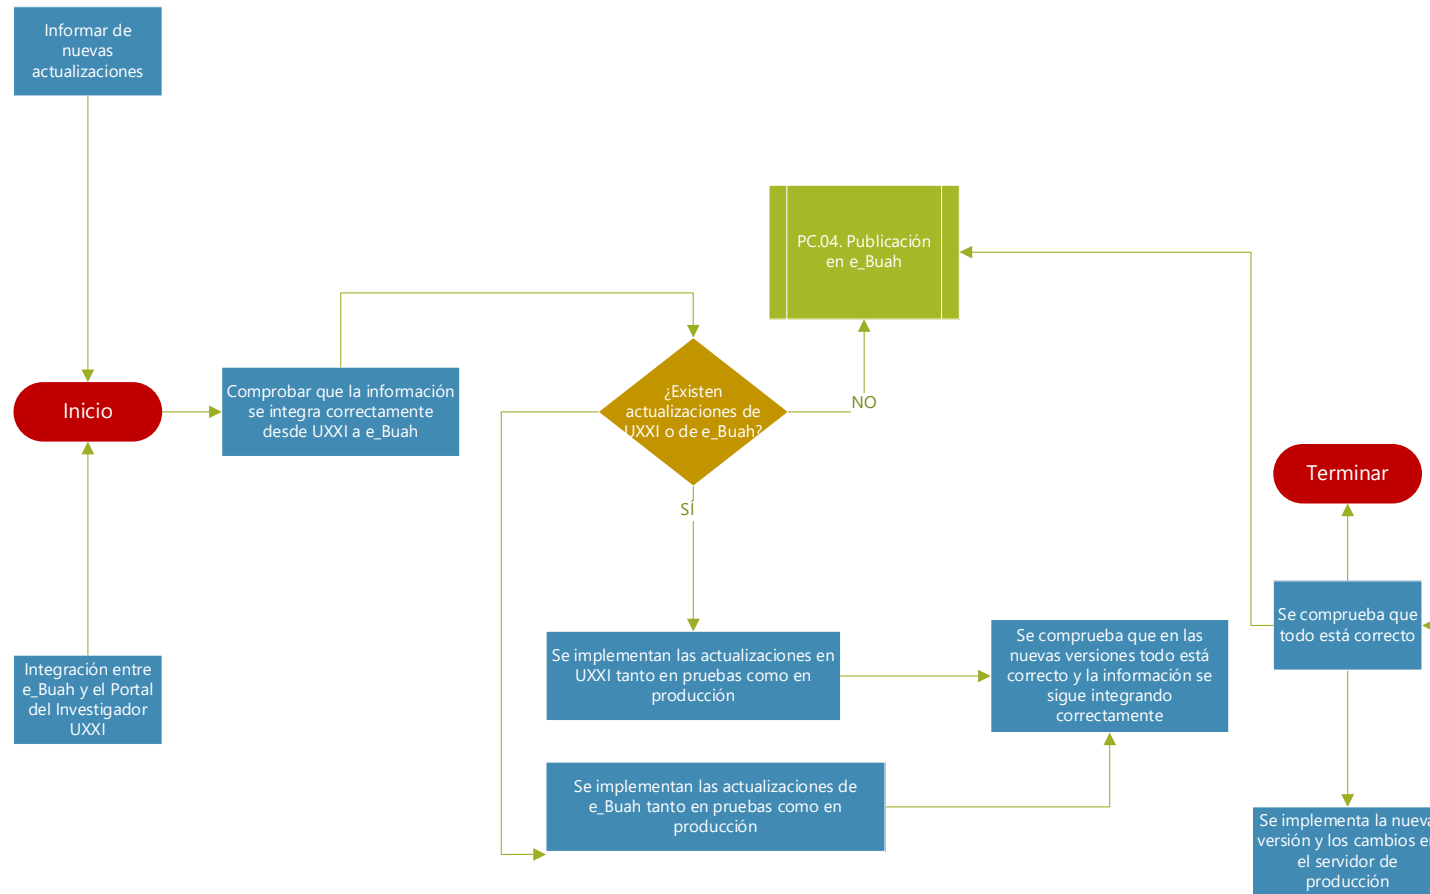 Informar de
nuevas
actualizaciones
PC.04. Publicación
en e_Buah
Inicio
Comprobar que la información
se integra correctamente
desde UXXI a e_Buah
¿Existen
actualizaciones de
UXXI o de e_Buah?
NO
SÍ
Terminar
Integración entre
e_Buah y el Portal
del Investigador
UXXI
Se implementan las actualizaciones en
UXXI tanto en pruebas como en
producción
Se comprueba que en las
nuevas versiones todo está
correcto y la información se
sigue integrando
correctamente
Se comprueba que
todo está correcto
Se implementan las actualizaciones de
e_Buah tanto en pruebas como en
producción
Se implementa la nueva
versión y los cambios en
el servidor de
producción